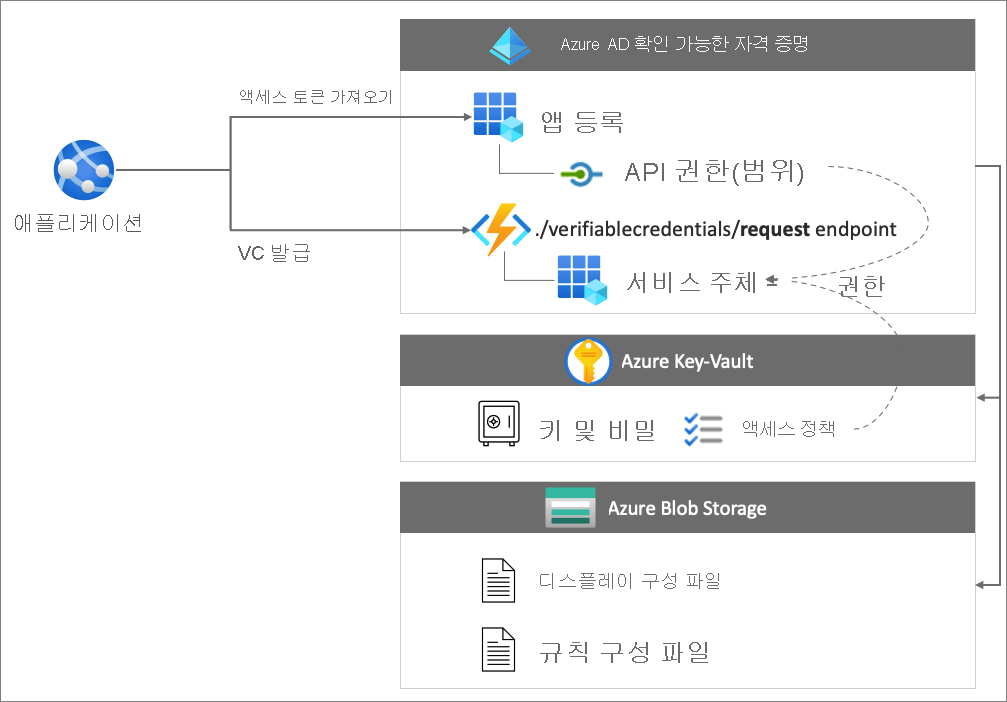 Azure AD 확인 가능한 자격 증명
액세스 토큰 가져오기
앱 등록
API 권한(범위)
애플리케이션
./verifiablecredentials/request endpoint
VC 발급
서비스 주체
권한
Azure Key-Vault
키 및 비밀
액세스 정책
Azure Blob Storage
디스플레이 구성 파일
규칙 구성 파일